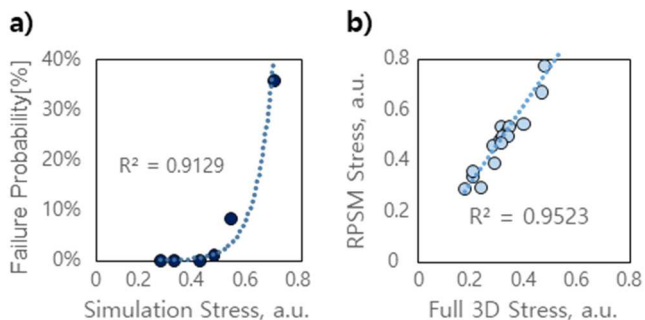 a)
Failure Probability[%]
40%
30%
20%
10%
0%
R² = 0.9129
0 0.2 0.4 0.6 0.8
Simulation Stress, a.u.
b)
RPSM Stress, a.u.
0.8
0.6
0.4
0.2
0
R² = 0.9523
0 0.2 0.4 0.6 0.8
Full 3D Stress, a.u.